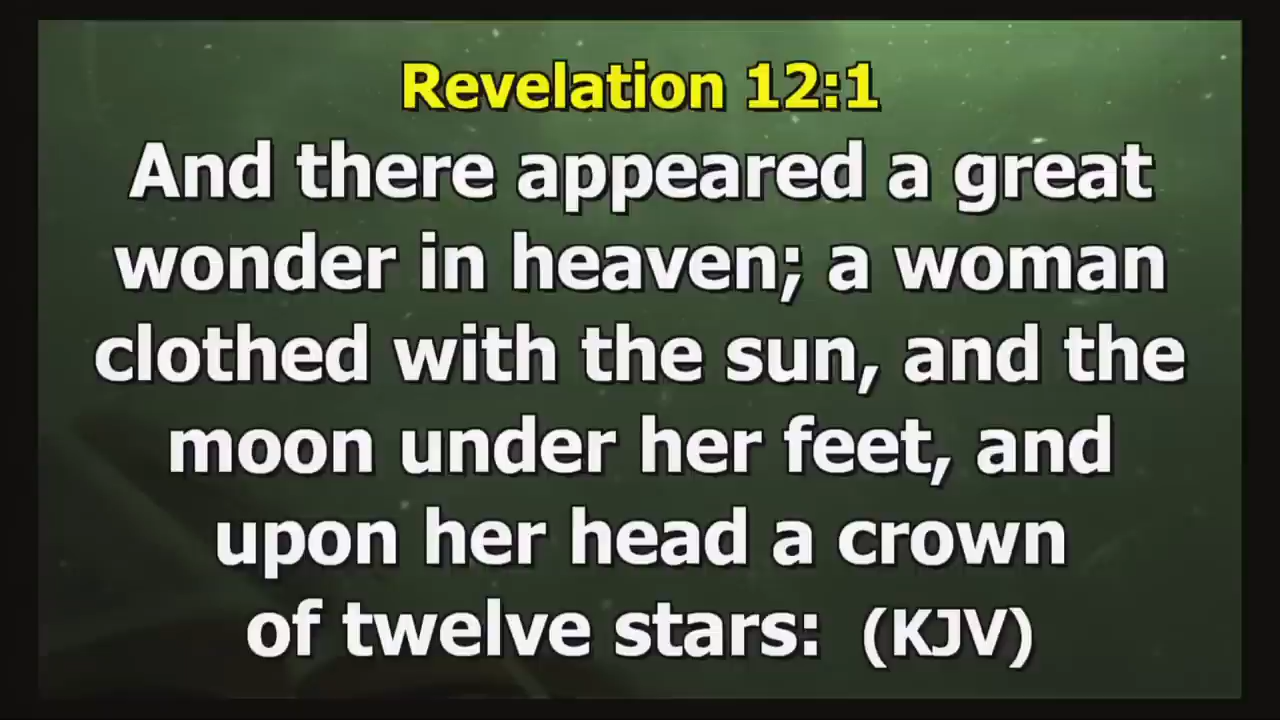 Revelation 12:1
And there appeared a great
wonder in heaven; a woman
clothed with the sun, and the
moon under her feet, and
upon her head a crown
of twelve stars: (KJV)